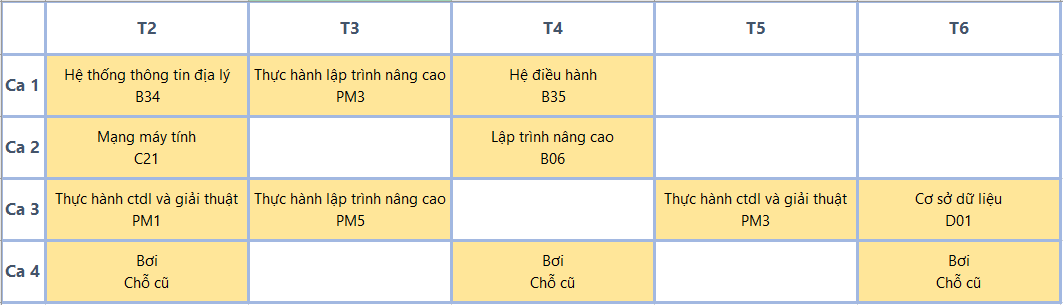 T2 T3 T4 T5 T6
Ca 1
Hệ thống thông tin địa lý
B34
Thực hành lập trình nâng cao
PM3
Hệ điều hành
B35
Ca 2
Mạng máy tính
C21
Lập trình nâng cao
B06
Ca 3
Thực hành ctdl và giải thuật
PM1
Thực hành lập trình nâng cao
PM5
Thực hành ctdl và giải thuật
PM3
Cơ sở dữ liệu
D01
Ca 4
Bơi
Chỗ cũ
Bơi
Chỗ cũ
Bơi
Chỗ cũ